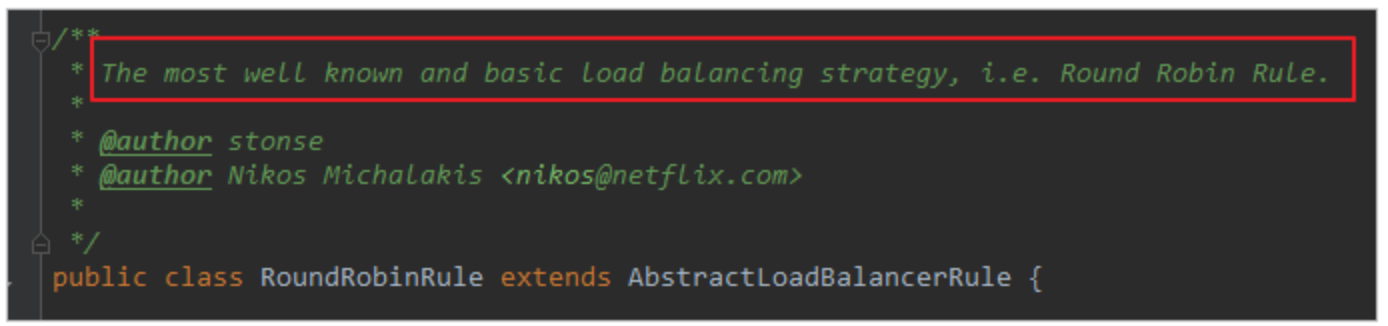 /**
* The most well known and basic load balancing strategy, i.e. Round Robin Rule.
*
* @author stonse
* @author Nikos Michalakis <nikos@netflix.com>
*
*/
public class RoundRobinRule extends AbstractLoadBalancerRule {